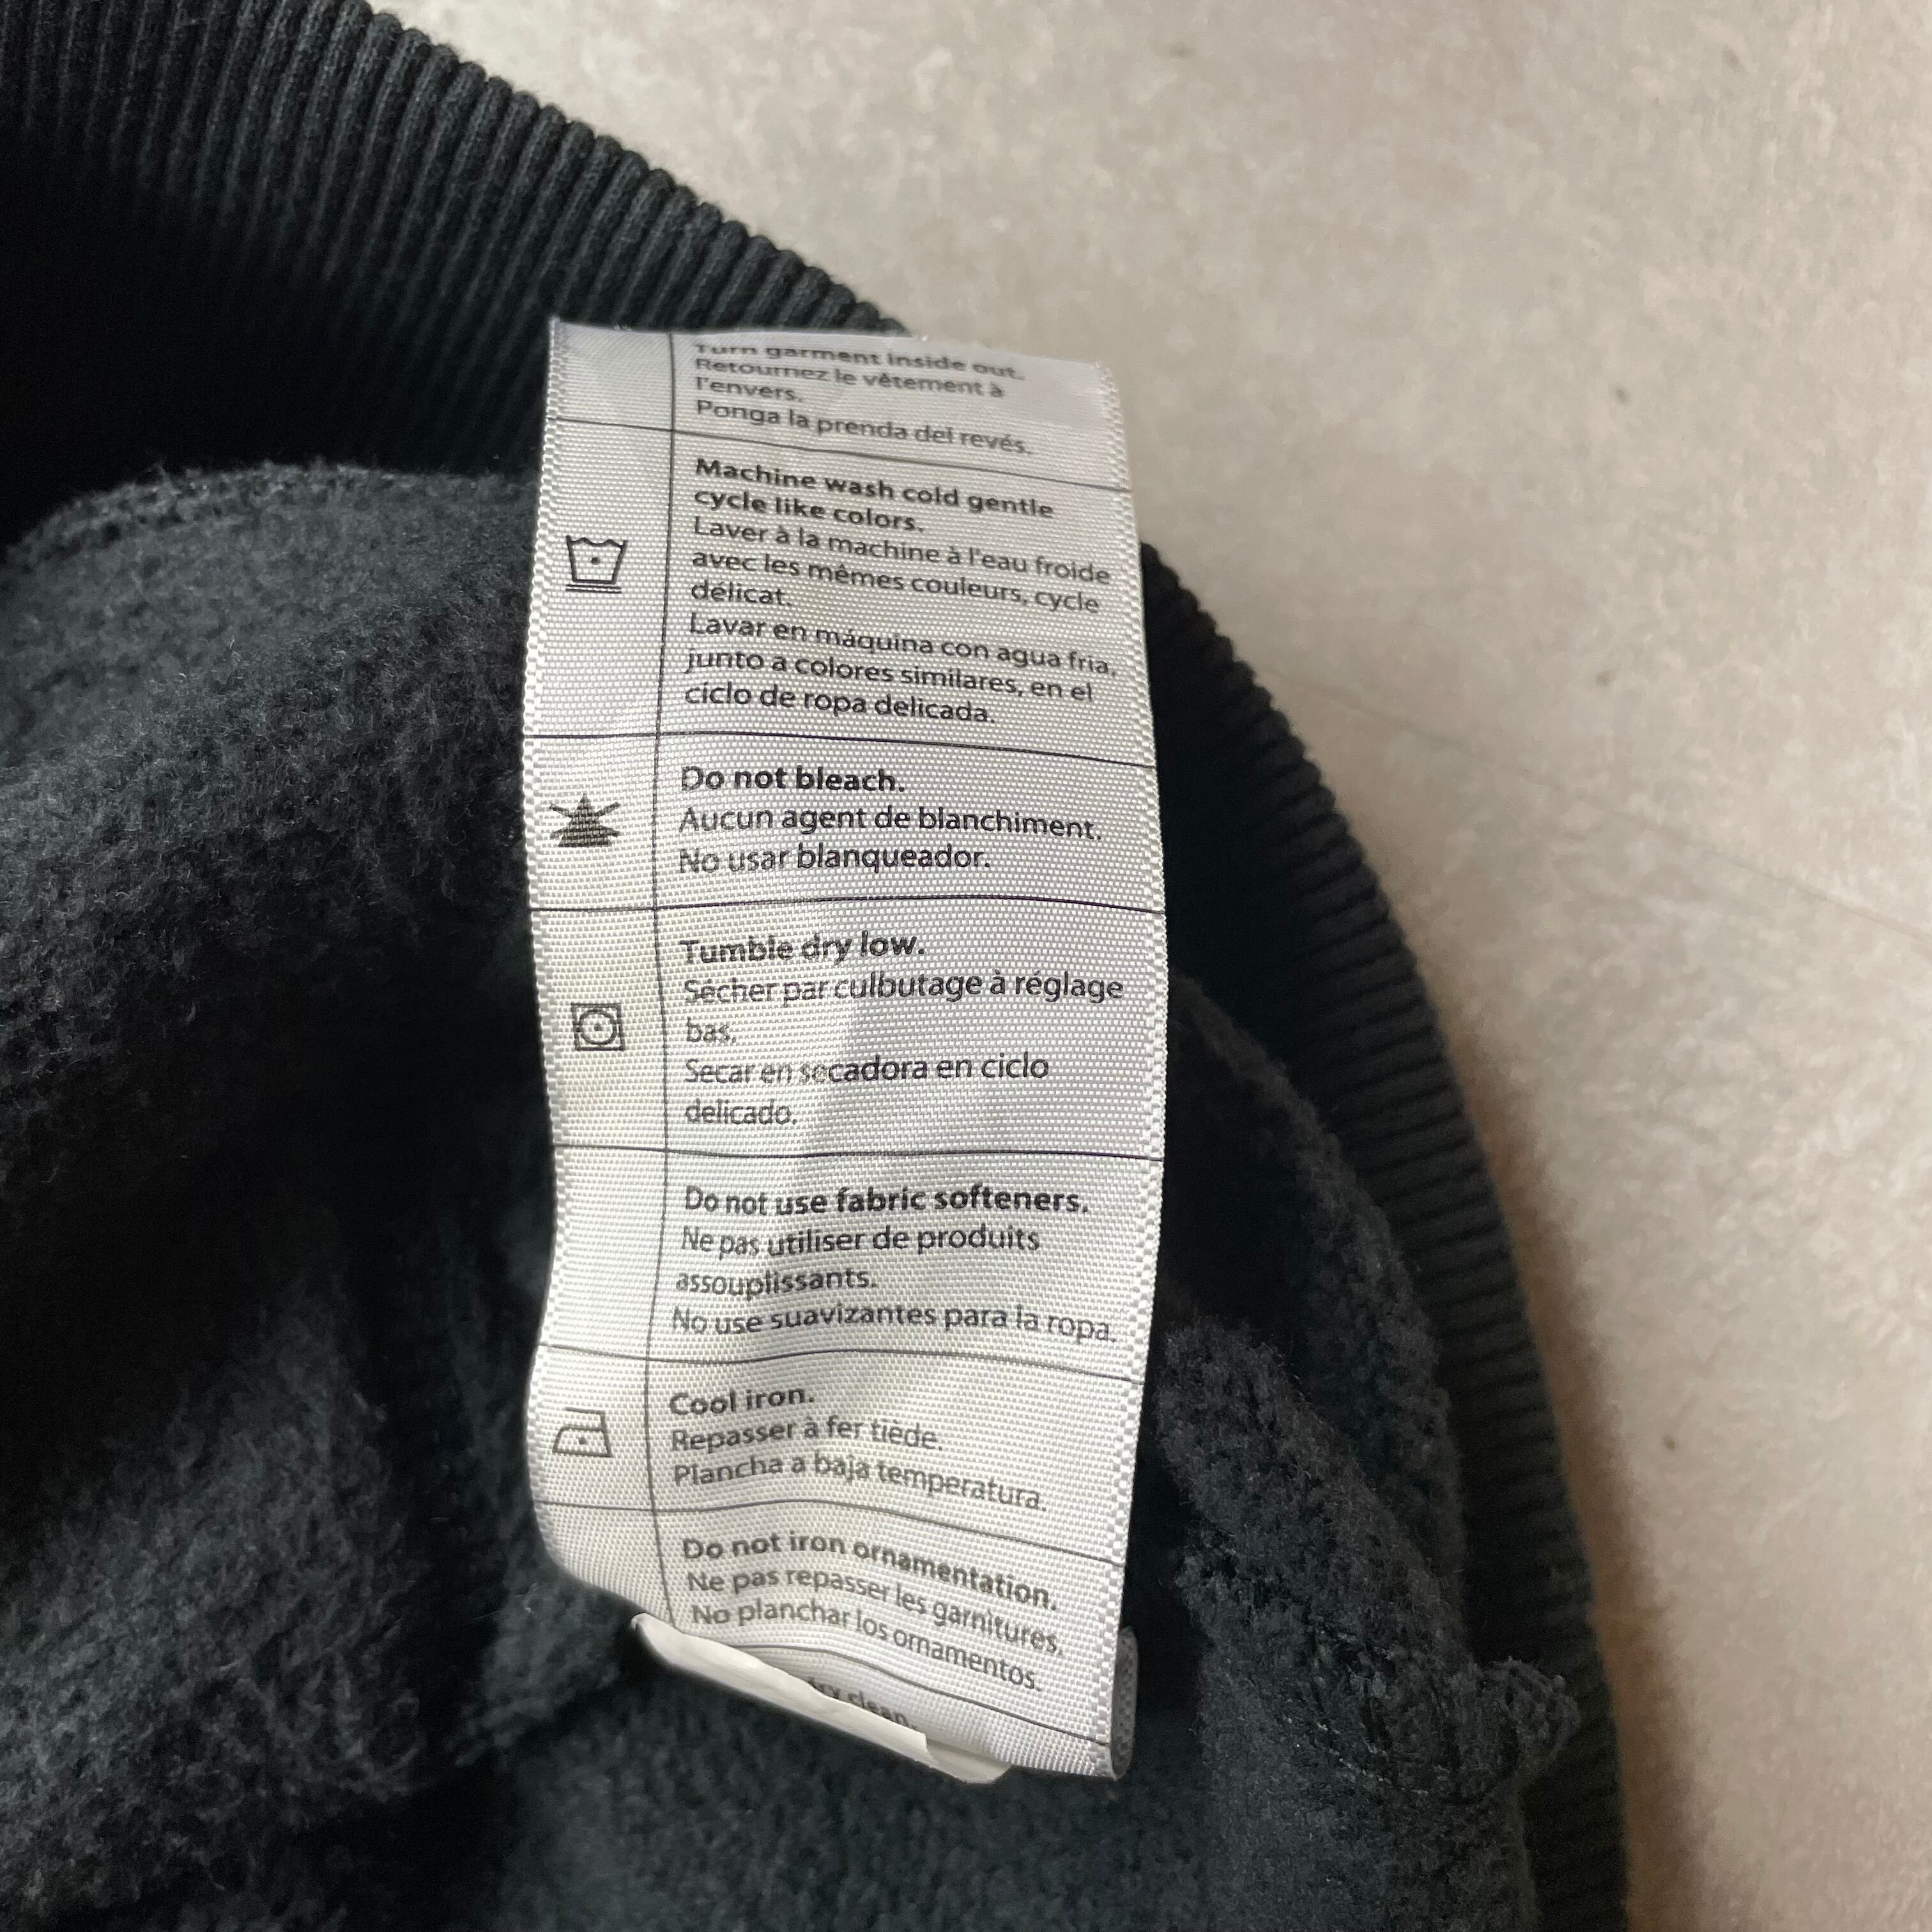 Turn garment inside out.
Retournez le vêtement à
l'envers.
Ponga la prenda del revés.
Machine wash cold gentle
cycle like colors.
Laver à la machine à l'eau froide
avec les mêmes couleurs, cycle
délicat.
Lavar en máquina con agua fria,
junto a colores similares, en el
ciclo de ropa delicada.
Do not bleach.
Aucun agent de blanchiment.
No usar blanqueador.
Tumble dry low.
Sécher par culbutage à réglage
bas.
Secar en secadora en ciclo
delicado.
Do not use fabric softeners.
Ne pas utiliser de produits
assouplissants.
No use suavizantes para la ropa.
Cool iron.
Repasser à fer tiède.
Plancha a baja temperatura.
Do not iron ornamentation.
Ne pas repasser les garnitures.
No planchar los ornamentos.
dry clean.